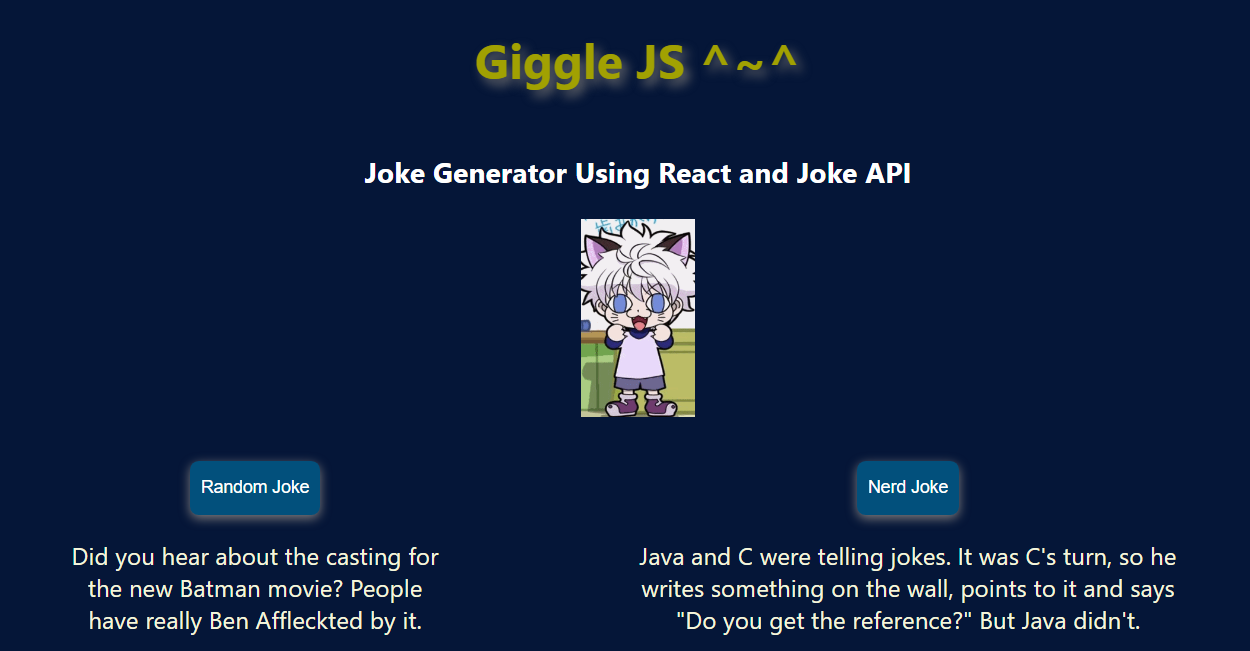 Giggle JS ^~^
Joke Generator Using React and Joke API
Random Joke
Did you hear about the casting for
the new Batman movie? People
have really Ben Affleckted by it.
Nerd Joke
Java and C were telling jokes. It was C's turn, so he
writes something on the wall, points to it and says
"Do you get the reference?" But Java didn't.